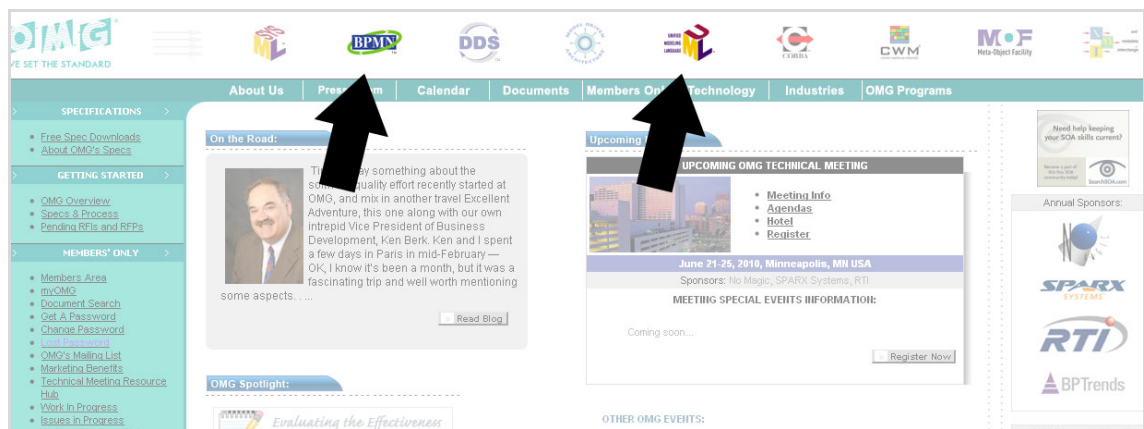 OMG
WE SET THE STANDARD
BPMN
DDS
UNIFIED
MODELING
LANGUAGE
CORBA
CWM
MOF
Meta-Object Facility
About Us
Calendar
Documents
Technology
Industries
OMG Programs
SPECIFICATIONS
Free Spec Downloads
About OMG's Specs
GETTING STARTED
OMG Overview
Specs & Process
Pending RFIs and RFPs
MEMBERS' ONLY
Members Area
myOMG
Document Search
Get A Password
Change Password
Lost Password
OMG's Mailing List
Marketing Benefits
Technical Meeting Resource
Hub
Work In Progress
Issues in Progress
On the Road:
something about the
quality effort recently started at
OMG, and mix in another travel Excellent
Adventure, this one along with our own
intrepid Vice President of Business
Development, Ken Berk. Ken and I spent
a few days in Paris in mid-February —
OK, I know it's been a month, but it was a
fascinating trip and well worth mentioning
some aspects. . ...
Read Blog
OMG Spotlight:
Evaluating the Effectiveness
Upcoming
UPCOMING OMG TECHNICAL MEETING
Meeting Info
Agendas
Hotel
Register
June 21-25, 2010, Minneapolis, MN USA
Sponsors: No Magic, SPARX Systems, RTI
MEETING SPECIAL EVENTS INFORMATION:
Coming soon...
Register Now
OTHER OMG EVENTS:
Need help keeping
your SOA skills current?
SearchSOA.com
Annual Sponsors:
SPARX
SYSTEMS
RTI
BPTrends